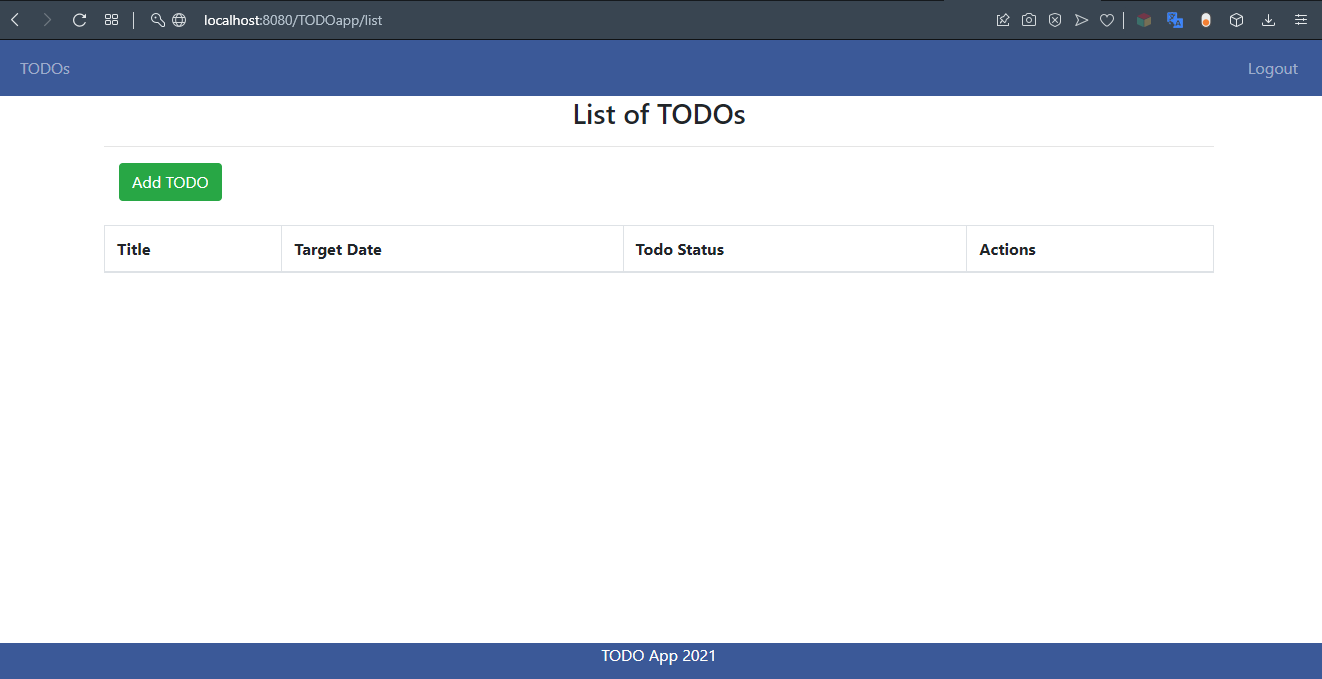 localhost:8080/TODOapp/list
TODOs Logout
List of TODOs
Add TODO
Title Target Date Todo Status Actions
TODO App 2021